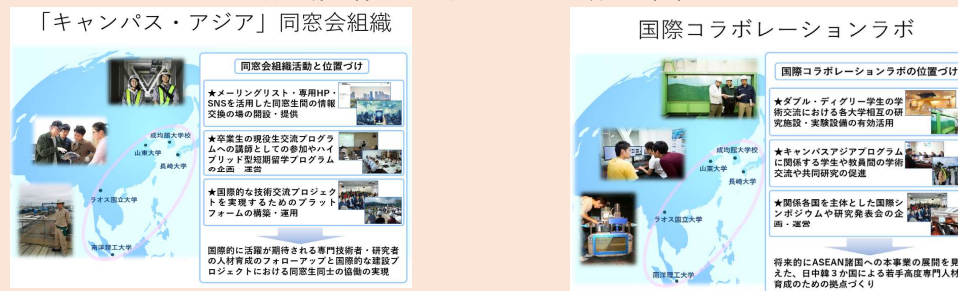 「キャンパス・アジア」同窓会組織
同窓会組織活動と位置づけ
★メーリングリスト・専用HP・
SNSを活用した同窓生間の情報
交換の場の開設・提供
★卒業生の現役生交流プログラ
ムへの講師としての参加やハイ
ブリッド型短期留学プログラム
の企画・運営
★国際的な技術交流プロジェク
トを実現するためのプラット
フォームの構築・運用
国際的に活躍が期待される専門技術者・研究者
の人材育成のフォローアップと国際的な建設プ
ロジェクトにおける同窓生同士の協働の実現
成均館大学校
山東大学
長崎大学
ラオス国立大学
南洋理工大学
国際コラボレーションラボ
国際コラボレーションラボの位置づけ
★ダブル・ディグリー学生の学
術交流における各大学相互の研
究施設・実験設備の有効活用
★キャンパスアジアプログラム
に関係する学生や教員間の学術
交流や共同研究の促進
★関係各国を主体とした国際シ
ンポジウムや研究発表会の企
画・運営
将来的にASEAN諸国への本事業の展開を見
えた、日中韓3か国による若手高度専門人材
育成のための拠点づくり
成均館大学校
山東大学
長崎大学
ラオス国立大学
南洋理工大学